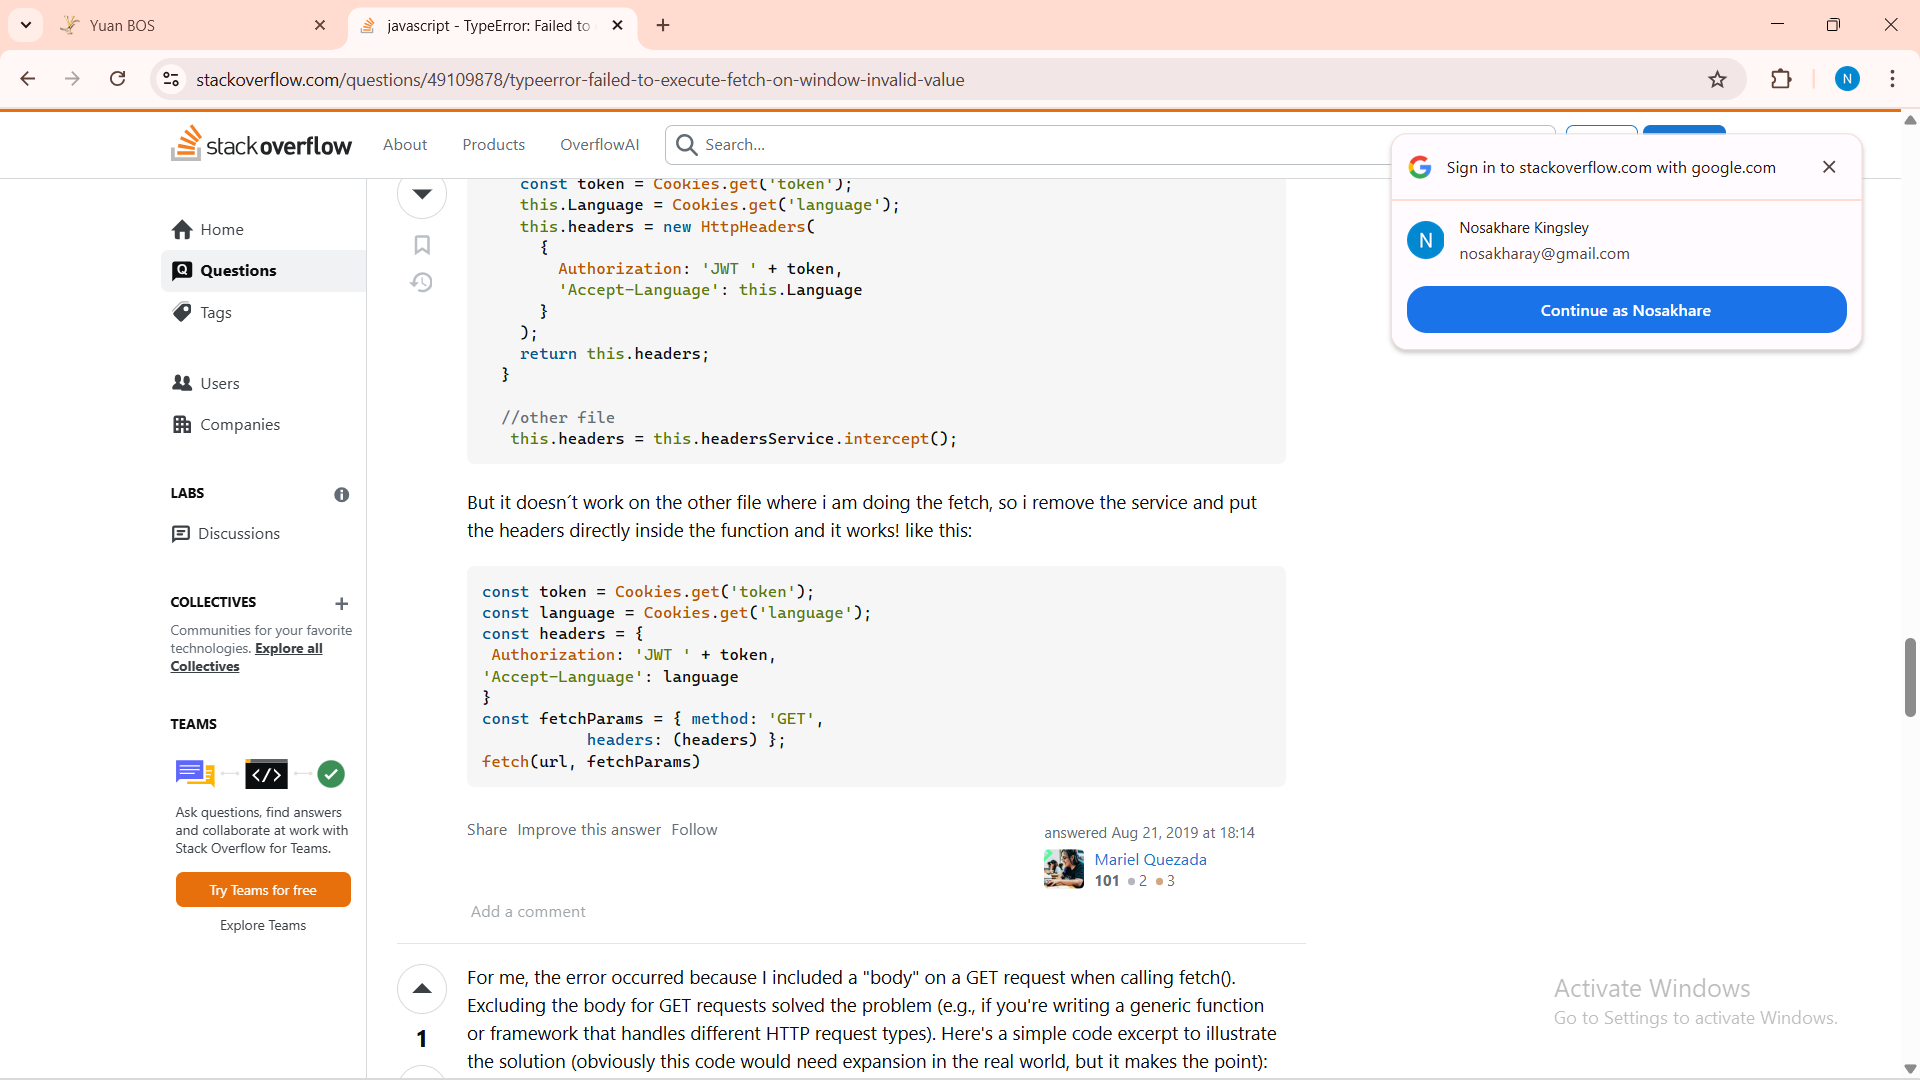 Yuan BOS
javascript - TypeError: Failed to
stackoverflow.com/questions/49109878/typeerror-failed-to-execute-fetch-on-window-invalid-value
N
stackoverflow
About
Products
OverflowAI
Search...
Sign in to stackoverflow.com with google.com
N
Nosakhare Kingsley
nosakharay@gmail.com
Continue as Nosakhare
Home
Questions
Tags
Users
Companies
LABS
Discussions
COLLECTIVES
Communities for your favorite
technologies. Explore all
Collectives
TEAMS
</>
Ask questions, find answers
and collaborate at work with
Stack Overflow for Teams.
Try Teams for free
Explore Teams
const token = Cookies.get('token');
this.Language = Cookies.get('language');
this.headers = new HttpHeaders(
{
Authorization: 'JWT ' + token,
'Accept-Language': this.Language
}
);
return this.headers;
}
//other file
this.headers = this.headersService.intercept();
But it doesn´t work on the other file where i am doing the fetch, so i remove the service and put
the headers directly inside the function and it works! like this:
const token = Cookies.get('token');
const language = Cookies.get('language');
const headers = {
Authorization: 'JWT ' + token,
'Accept-Language': language
}
const fetchParams = { method: 'GET',
headers: (headers) };
fetch(url, fetchParams)
Share Improve this answer Follow
answered Aug 21, 2019 at 18:14
Mariel Quezada
101 2 3
Add a comment
1
For me, the error occurred because I included a "body" on a GET request when calling fetch().
Excluding the body for GET requests solved the problem (e.g., if you're writing a generic function
or framework that handles different HTTP request types). Here's a simple code excerpt to illustrate
the solution (obviously this code would need expansion in the real world, but it makes the point):
Activate Windows
Go to Settings to activate Windows.